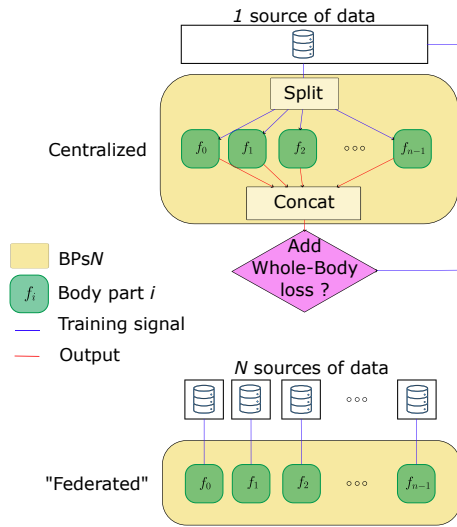 1 source of data
Split
Centralized
f0 f1 f2 °°° fn−1
Concat
Add
Whole-Body
loss ?
BPsN
fi Body part i
Training signal
Output
N sources of data
"Federated"
f0 f1 f2 °°° fn−1